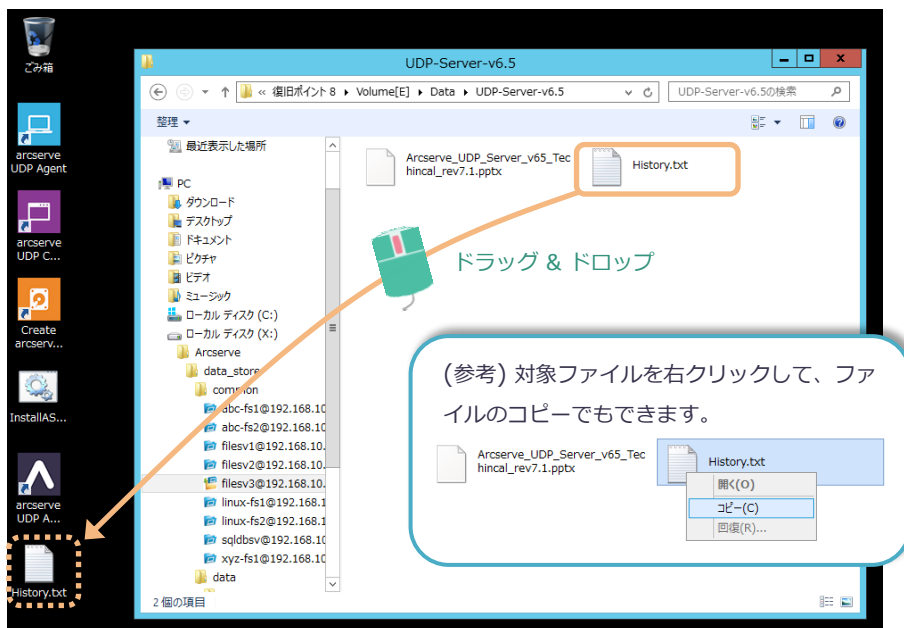 ごみ箱
arcserve
UDP Agent
arcserve
UDP C...
Create
arcserv...
InstallAS...
arcserve
UDP A...
History.txt
UDP-Server-v6.5
« 復旧ポイント 8 ▸ Volume[E] ▸ Data ▸ UDP-Server-v6.5
UDP-Server-v6.5の検索
整理
最近表示した場所
PC
ダウンロード
デスクトップ
ドキュメント
ピクチャ
ビデオ
ミュージック
ローカル ディスク (C:)
ローカル ディスク (X:)
Arcserve
data_store
common
abc-fs1@192.168.10
abc-fs2@192.168.10
filesv1@192.168.10.
filesv2@192.168.10.
filesv3@192.168.10.
linux-fs1@192.168.1
linux-fs2@192.168.1
sqldbsv@192.168.10
xyz-fs1@192.168.10
data
2 個の項目
Arcserve_UDP_Server_v65_Tec
hincal_rev7.1.pptx
History.txt
ドラッグ & ドロップ
(参考) 対象ファイルを右クリックして、ファ
イルのコピーでもできます。
Arcserve_UDP_Server_v65_Tec
hincal_rev7.1.pptx
History.txt
開く(O)
コピー(C)
回復(R)...